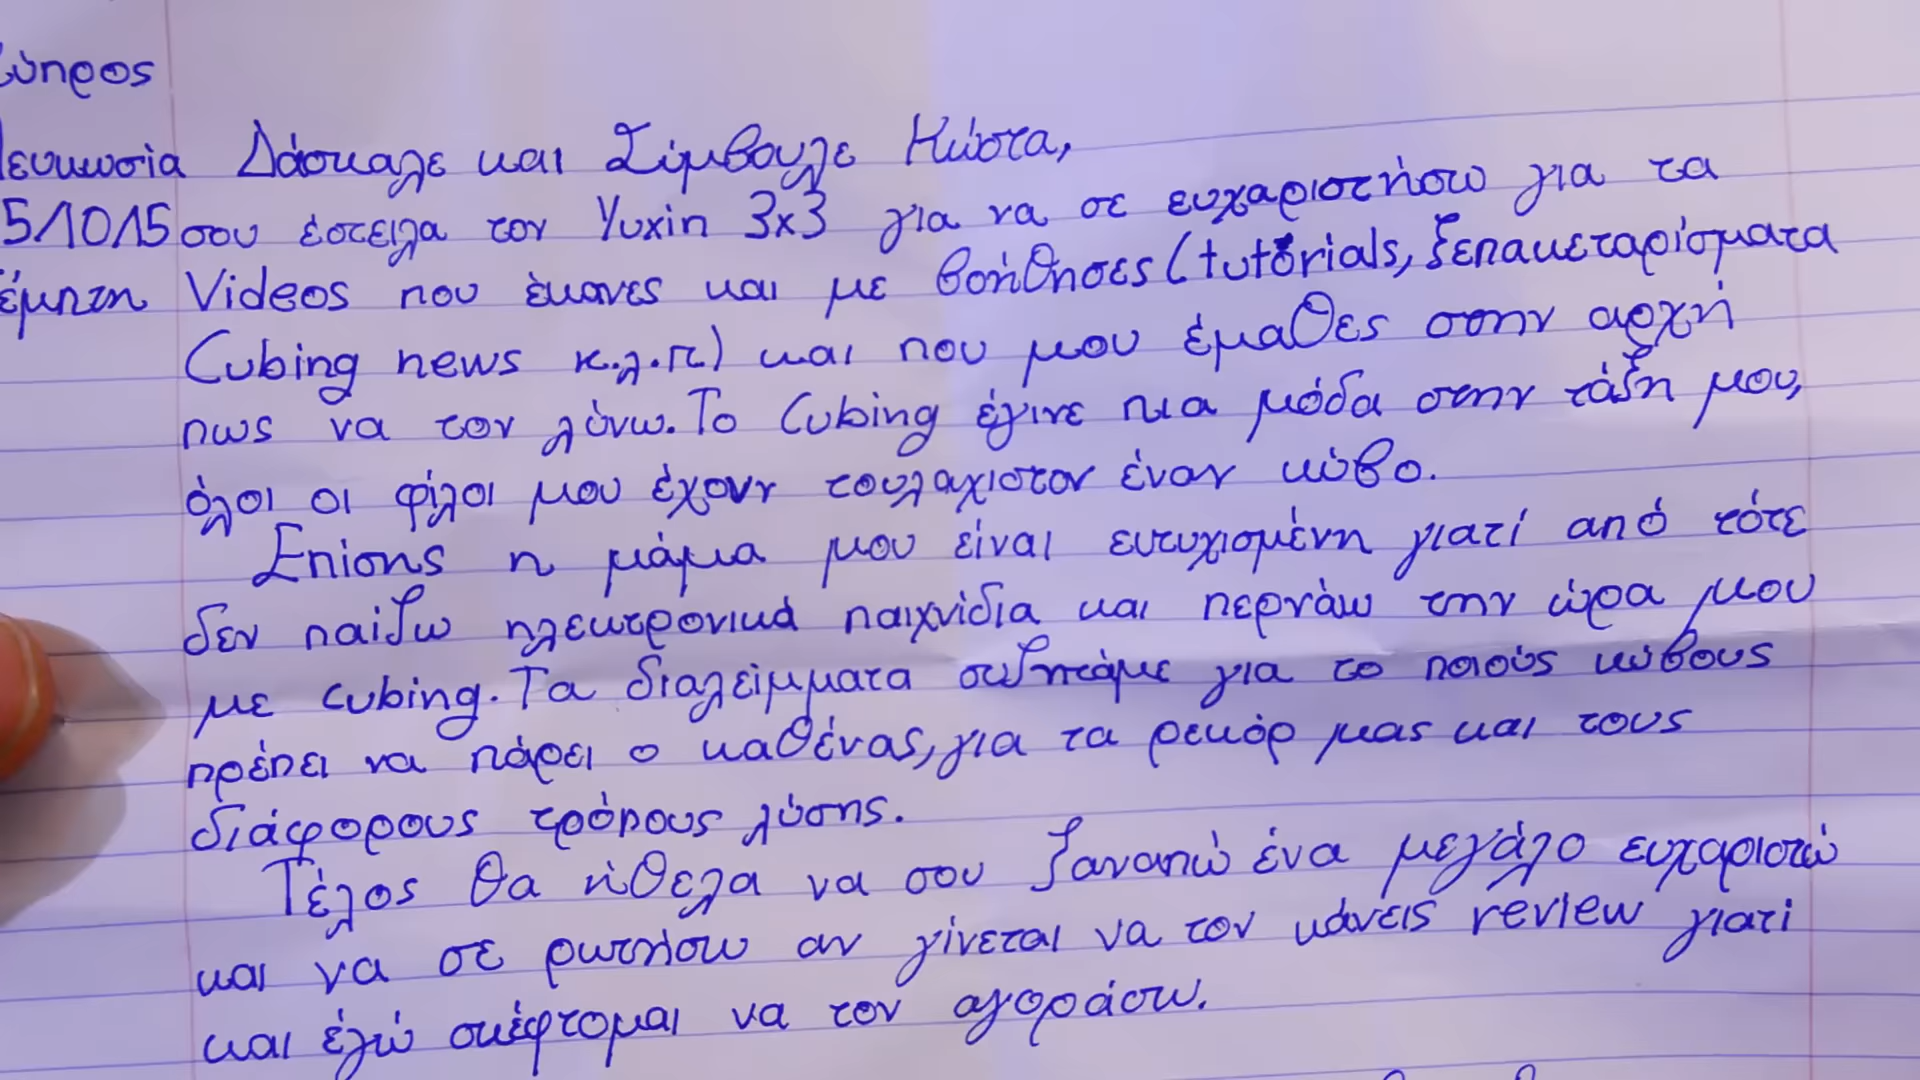 Κύπρος
Λευκωσία Δάσκαλε και Σύμβουλε Κώστα,
5/10/15 σου έστειλα τον Yuxin 3x3 για να σε ευχαριστήσω για τα
Πέμπτη Videos που έκανες και με βοήθησες (tutorials, ξεπακεταρίσματα
Cubing news κ.λ.π) και που μου έμαθες στην αρχή
πως να τον λύνω. Το Cubing έγινε πια μόδα στην τάξη μου,
όλοι οι φίλοι μου έχουν τουλαχιστον έναν κύβο.
Επίσης η μάμα μου είναι ευτυχισμένη γιατί από τότε
δεν παίζω ηλεκτρονικά παιχνίδια και περνάω την ώρα μου
με cubing. Τα διαλείμματα συζητάμε για το ποιούς κύβους
πρέπει να πάρει ο καθένας, για τα ρεκόρ μας και τους
διάφορους τρόπους λύσης.
Τέλος θα ήθελα να σου ξαναπώ ένα μεγάλο ευχαριστώ
και να σε ρωτήσω αν γίνεται να τον κάνεις review γιατί
και έγώ σκέφτομαι να τον αγοράσω.